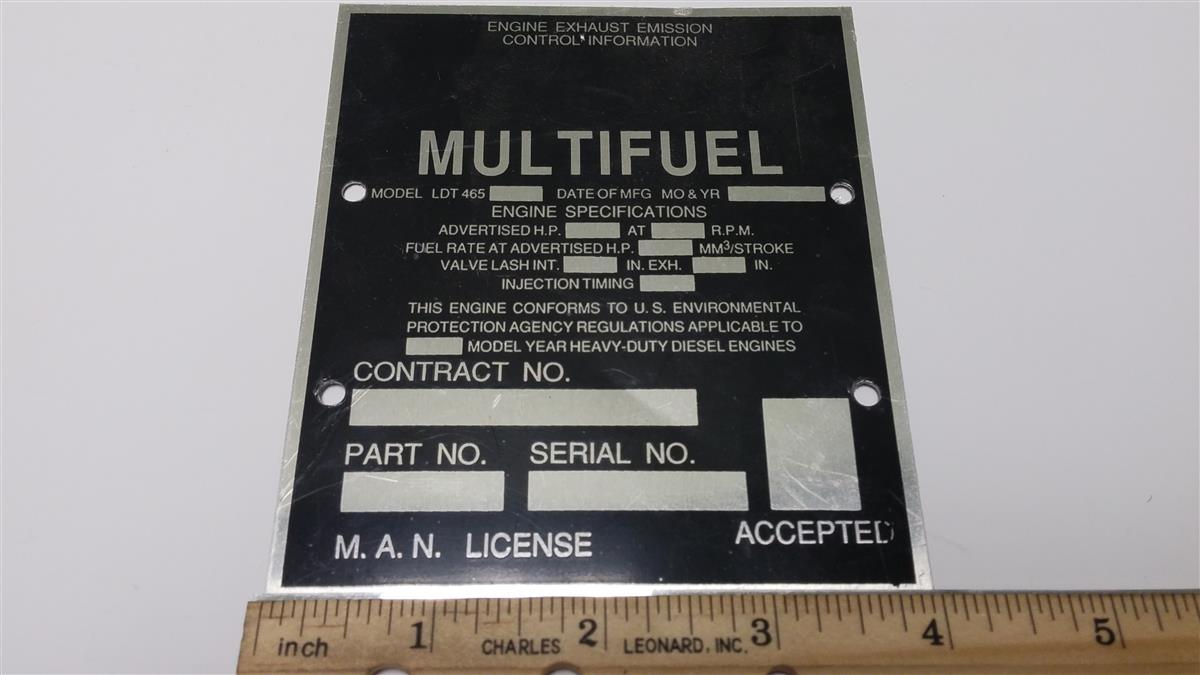 ENGINE EXHAUST EMISSION
CONTROL INFORMATION
MULTIFUEL
MODEL LDT 465 DATE OF MFG MO & YR
ENGINE SPECIFICATIONS
ADVERTISED H.P. AT R.P.M.
FUEL RATE AT ADVERTISED H.P. MM³/STROKE
VALVE LASH INT. IN. EXH. IN.
INJECTION TIMING
THIS ENGINE CONFORMS TO U.S. ENVIRONMENTAL
PROTECTION AGENCY REGULATIONS APPLICABLE TO
MODEL YEAR HEAVY-DUTY DIESEL ENGINES
CONTRACT NO.
PART NO. SERIAL NO.
M. A. N. LICENSE ACCEPTED
1 2 3 4 5
inch CHARLES LEONARD, INC.